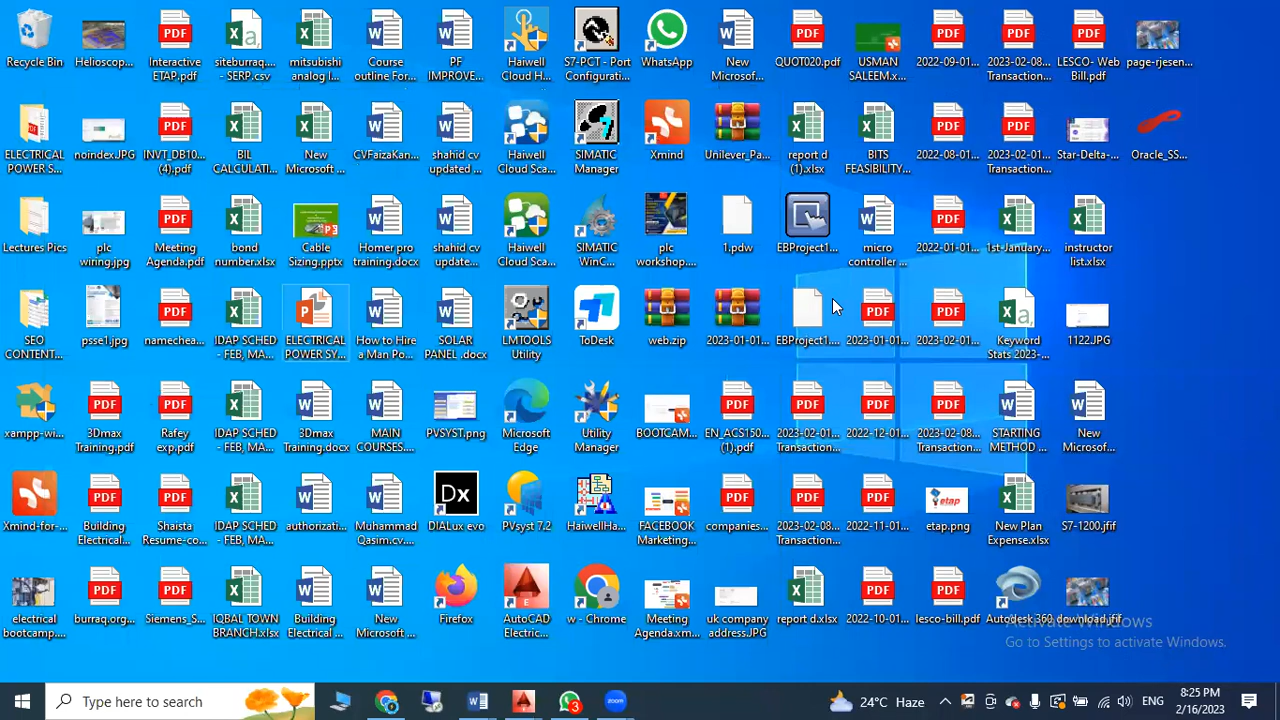 Recycle Bin
Helioscop...
Interactive
ETAP.pdf
siteburraq....
- SERP.csv
mitsubishi
analog I...
Course
outline For...
PF
IMPROVE...
Haiwell
Cloud H...
S7-PCT - Port
Configurati...
WhatsApp
New
Microsof...
QUOT020.pdf
USMAN
SALEEM.x...
2022-09-01...
2023-02-08...
Transaction...
LESCO- Web
Bill.pdf
page-rjesen...
ELECTRICAL
POWER S...
noindex.JPG
INVT_DB10...
(4).pdf
BIL
CALCULATI...
New
Microsoft ...
CVFaizaKan...
shahid cv
updated ...
Haiwell
Cloud Sca...
SIMATIC
Manager
Xmind
Unilever_Pa...
report d
(1).xlsx
BITS
FEASIBILITY...
2022-08-01...
2023-02-01...
Transaction...
Star-Delta-...
Oracle_SS...
Lectures Pics
plc
wiring.jpg
Meeting
Agenda.pdf
bond
number.xlsx
Cable
Sizing.pptx
Homer pro
training.docx
shahid cv
update...
Haiwell
Cloud Sca...
SIMATIC
WinC...
plc
workshop....
1.pdw
EBProject1...
micro
controller ...
2022-01-01...
1st-January...
instructor
list.xlsx
SEO
CONTENT...
psse1.jpg
namechea...
IDAP SCHED
- FEB, MA...
ELECTRICAL
POWER SY...
How to Hire
a Man Po...
SOLAR
PANEL .docx
LMTOOLS
Utility
ToDesk
web.zip
2023-01-01...
EBProject1....
2023-01-01...
2023-02-01...
Keyword
Stats 2023-...
1122.JPG
xampp-wi...
3Dmax
Training.pdf
Rafey
exp.pdf
IDAP SCHED
- FEB, MA...
3Dmax
Training.docx
MAIN
COURSES....
PVSYST.png
Microsoft
Edge
Utility
Manager
BOOTCAM...
EN_ACS150...
(1).pdf
2023-02-01...
Transaction...
2022-12-01...
2023-02-08...
Transaction...
STARTING
METHOD ...
New
Microsof...
Xmind-for-...
Building
Electrical...
Shaista
Resume-co...
IDAP SCHED
- FEB, MA...
authorizati...
Muhammad
Qasim.cv....
Dx
DIALux evo
PVsyst 7.2
HaiwellHa...
FACEBOOK
Marketing...
companies...
2023-02-08...
Transaction...
2022-11-01...
etap
etap.png
New Plan
Expense.xlsx
S7-1200.jfif
electrical
bootcamp....
burraq.org...
Siemens_S...
IQBAL TOWN
BRANCH.xlsx
Building
Electrical ...
New
Microsoft ...
Firefox
AutoCAD
Electric...
w - Chrome
Meeting
Agenda.xm...
uk company
address.JPG
report d.xlsx
2022-10-01...
lesco-bill.pdf
Autodesk 360
download.jfif
Activate Windows
Go to Settings to activate Windows.
Type here to search
3
zoom
24°C Haze
ENG
8:25 PM
2/16/2023